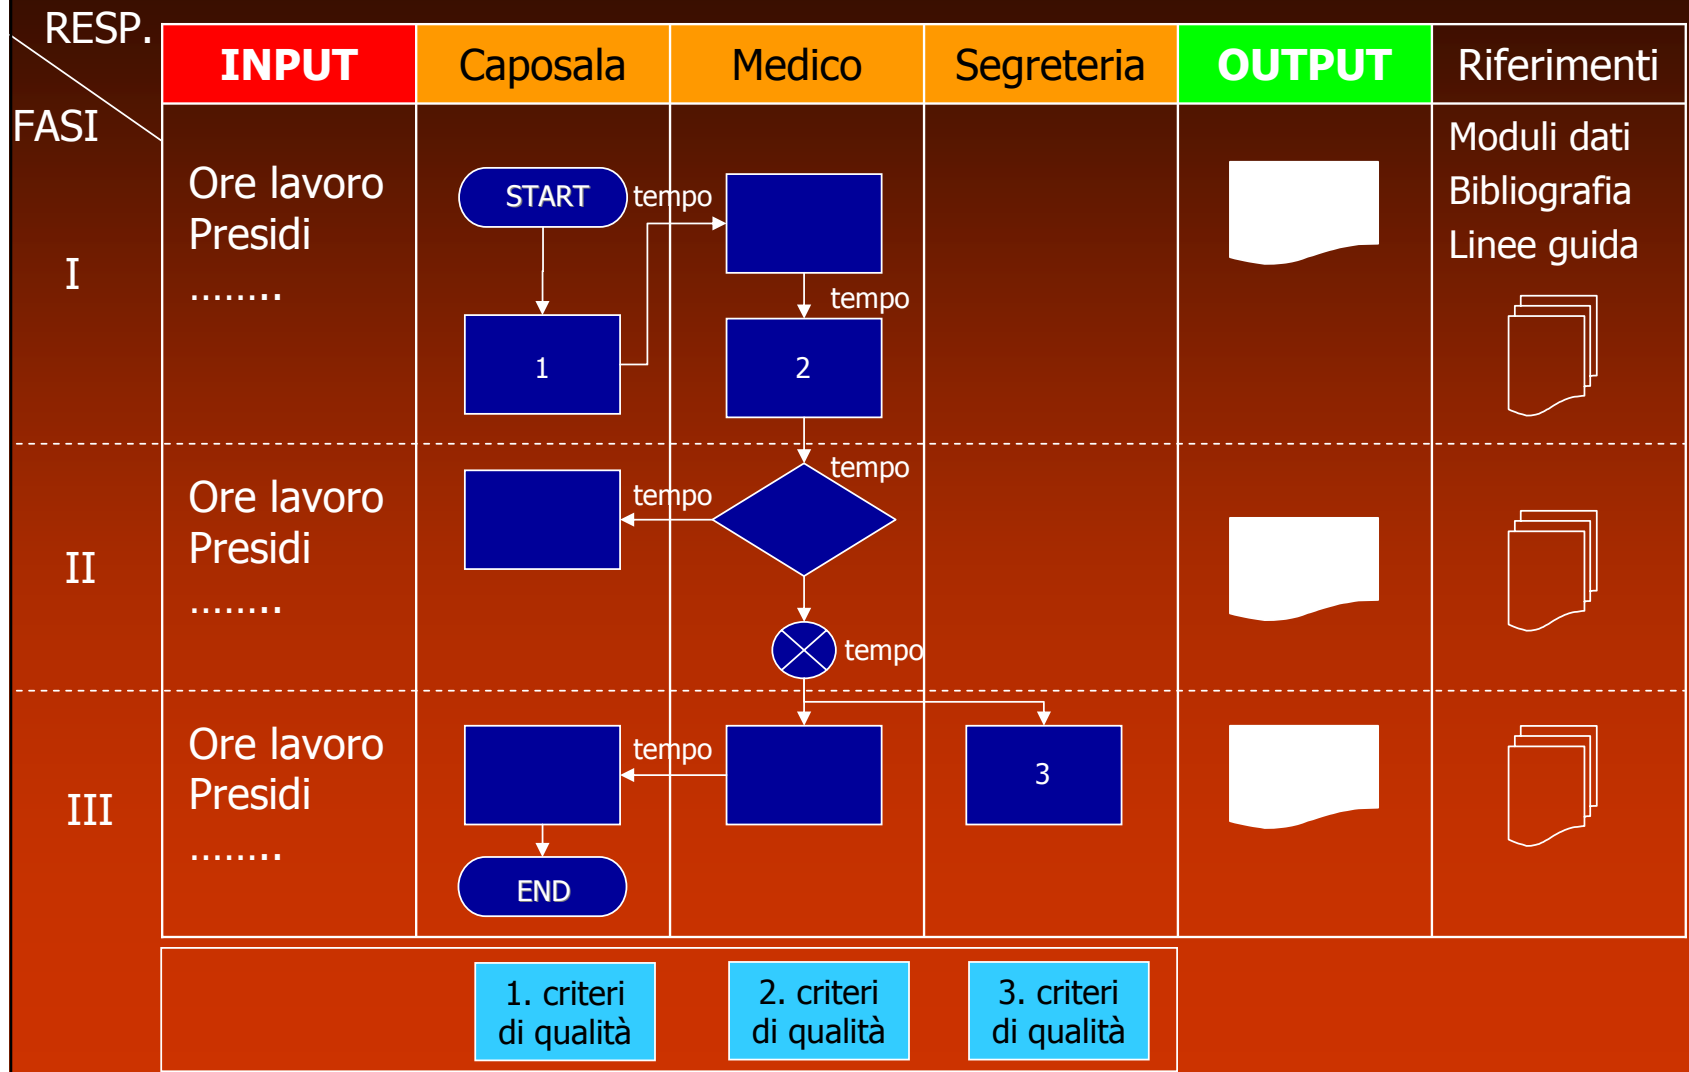 RESP.
FASI
INPUT
Caposala
Medico
Segreteria
OUTPUT
Riferimenti
I
Ore lavoro
Presidi
……..
START
tempo
tempo
1
2
Moduli dati
Bibliografia
Linee guida
II
Ore lavoro
Presidi
……..
tempo
tempo
tempo
III
Ore lavoro
Presidi
……..
tempo
3
END
1. criteri
di qualità
2. criteri
di qualità
3. criteri
di qualità